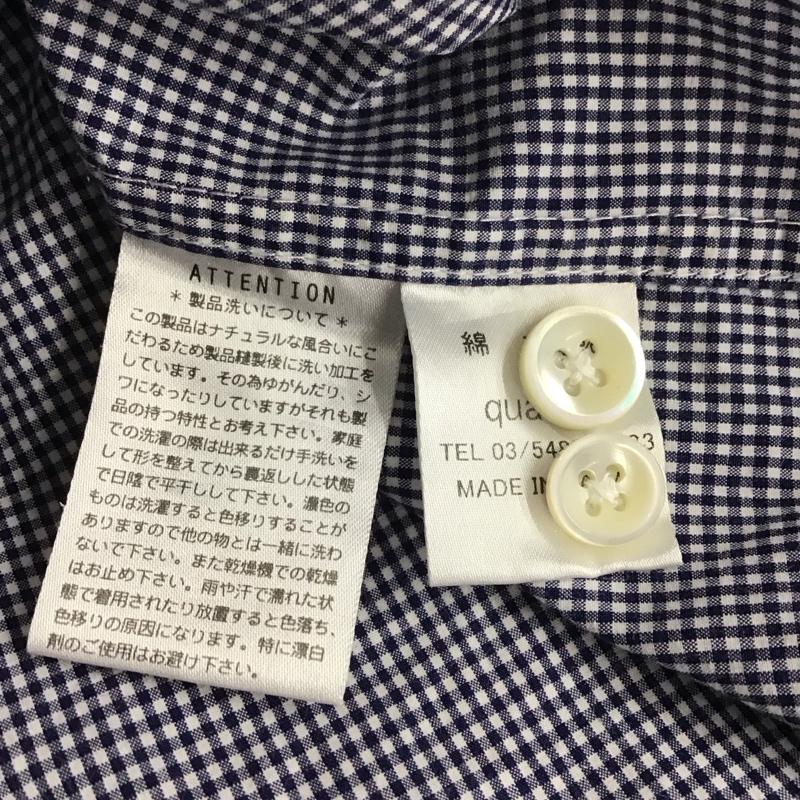 ATTENTION
＊製品洗いについて＊
この製品はナチュラルな風合いにこ
だわるため製品縫製後に洗い加工を
しています。その為ゆがんだり、シ
ワになったりしていますがそれも製
品の持つ特性とお考え下さい。家庭
での洗濯の際は出来るだけ手洗いを
して形を整えてから裏返しした状態
で日陰で平干しして下さい。濃色の
ものは洗濯すると色移りすることが
ありますので他の物とは一緒に洗わ
ないで下さい。また乾燥機での乾燥
はお止め下さい。雨や汗で濡れた状
態で着用されたり放置すると色落ち、
色移りの原因になります。特に漂白
剤のご使用はお避け下さい。
綿
TEL 03/
MADE IN